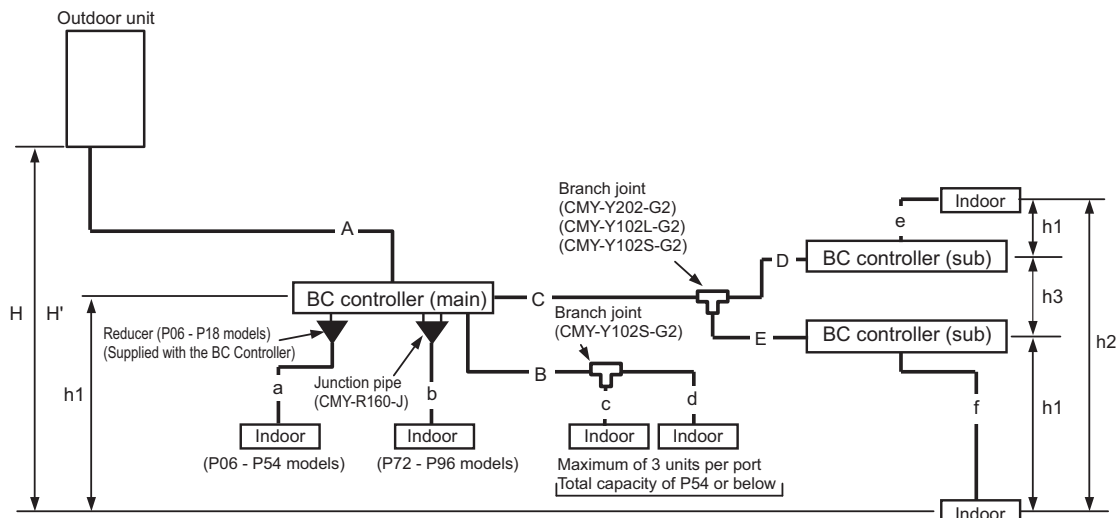 Outdoor unit
Branch joint
(CMY-Y202-G2)
(CMY-Y102L-G2)
(CMY-Y102S-G2)
Indoor
e
h1
A
D
BC controller (sub)
BC controller (main)
C
H
H'
h3
h2
Reducer (P06 - P18 models)
(Supplied with the BC Controller)
Branch joint
(CMY-Y102S-G2)
E
BC controller (sub)
h1
a
Junction pipe
(CMY-R160-J)
b
B
c
d
f
h1
Indoor
Indoor
Indoor
Indoor
(P06 - P54 models)
(P72 - P96 models)
Maximum of 3 units per port
Total capacity of P54 or below
Indoor